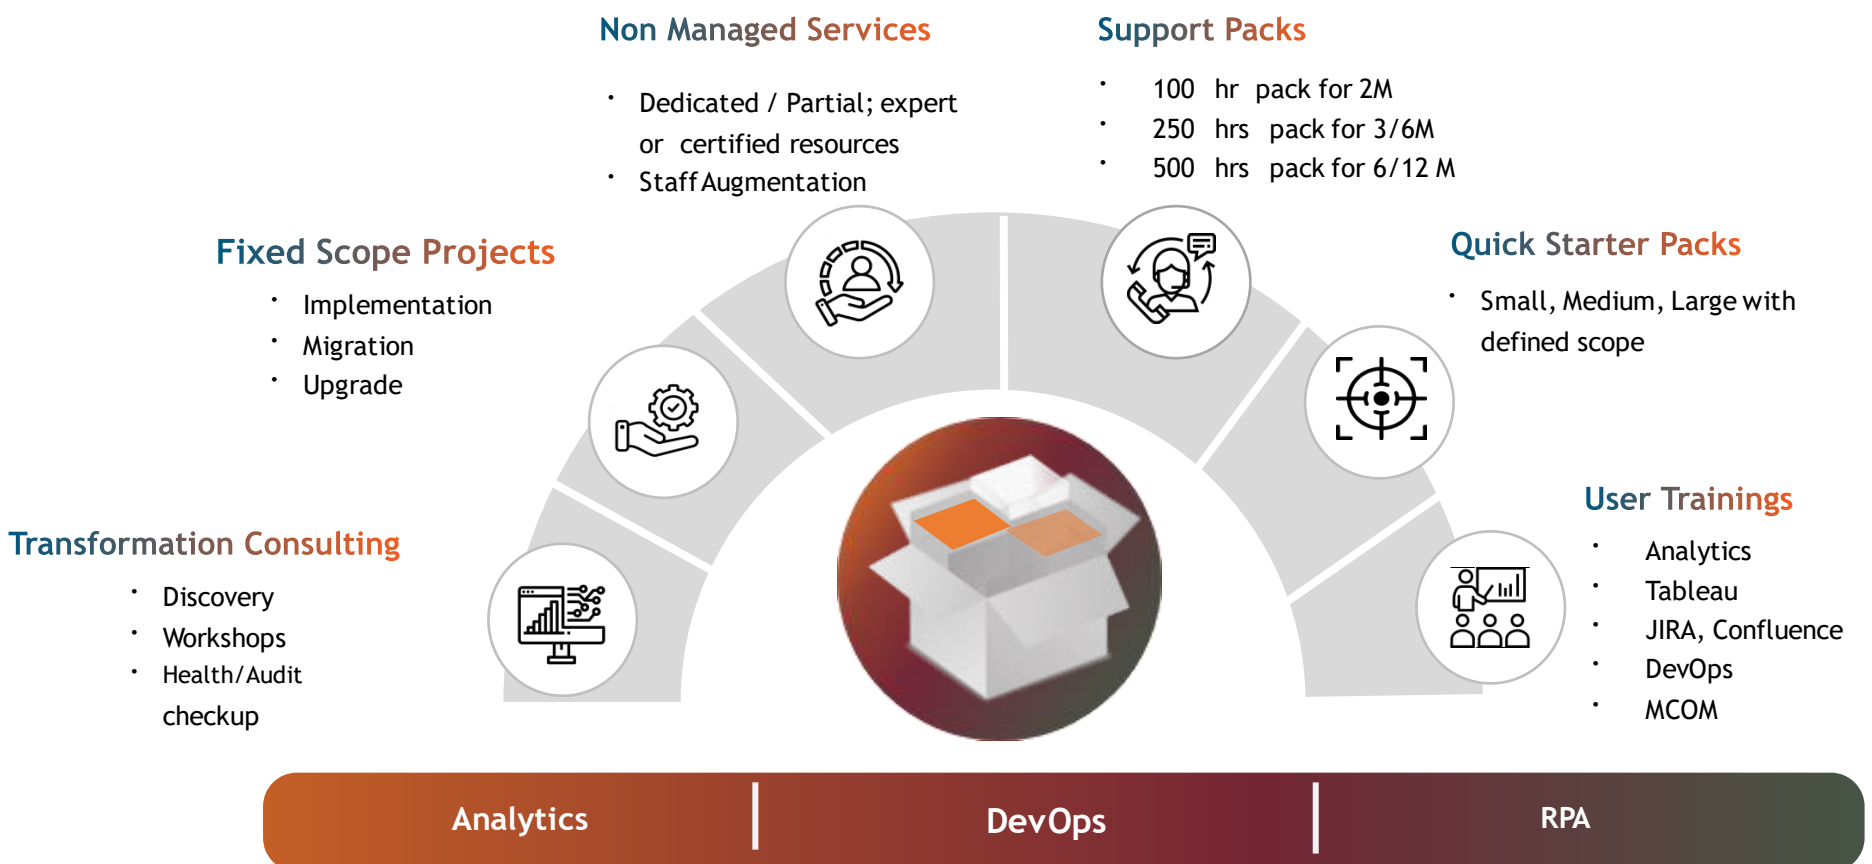 Non Managed Services
· Dedicated / Partial; expert
or certified resources
· Staff Augmentation
Support Packs
· 100 hr pack for 2M
· 250 hrs pack for 3/6M
· 500 hrs pack for 6/12 M
Fixed Scope Projects
· Implementation
· Migration
· Upgrade
Quick Starter Packs
· Small, Medium, Large with
defined scope
Transformation Consulting
· Discovery
· Workshops
· Health/Audit
checkup
User Trainings
· Analytics
· Tableau
· JIRA, Confluence
· DevOps
· MCOM
Analytics
DevOps
RPA